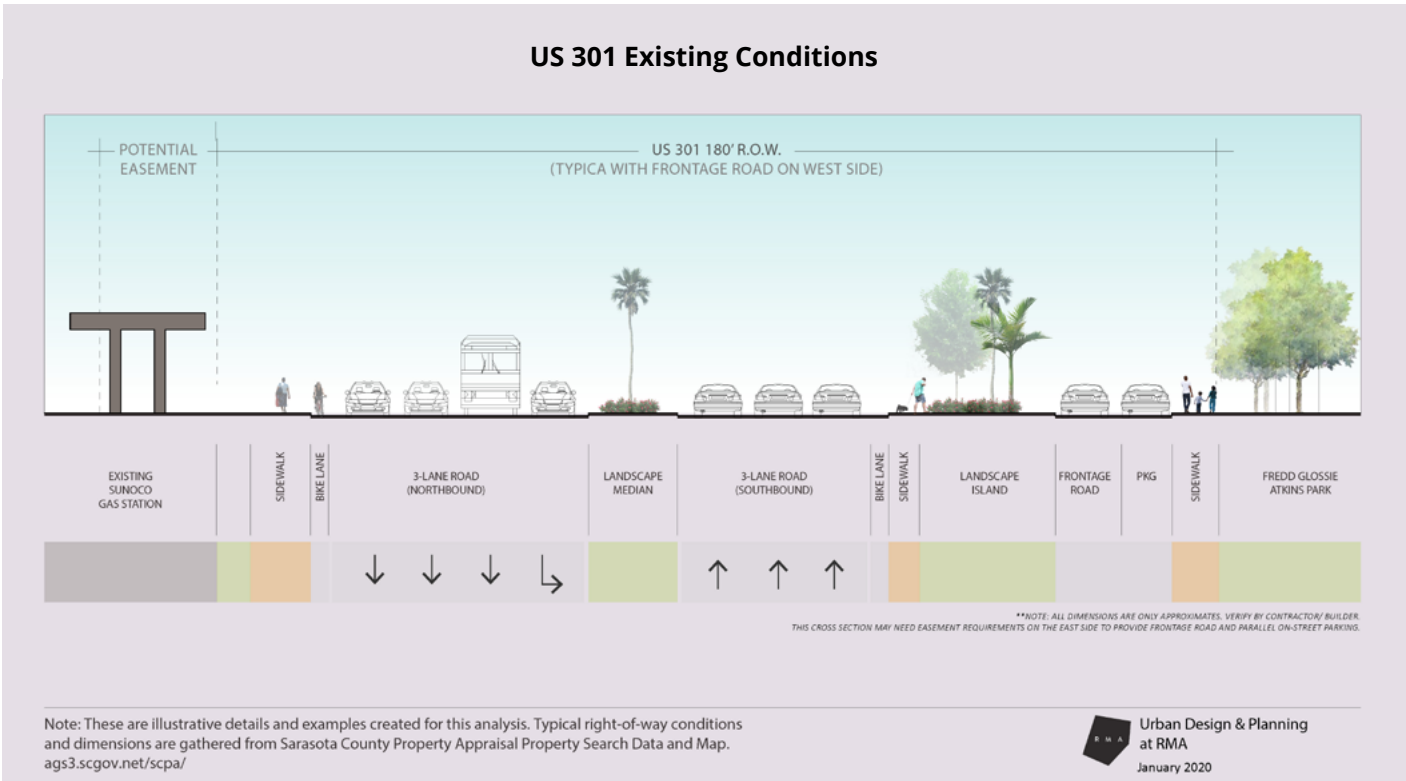 US 301 Existing Conditions
POTENTIAL
EASEMENT
US 301 180' R.O.W.
(TYPICA WITH FRONTAGE ROAD ON WEST SIDE)
EXISTING
SUNOCO
GAS STATION
SIDEWALK
BIKE LANE
3-LANE ROAD
(NORTHBOUND)
LANDSCAPE
MEDIAN
3-LANE ROAD
(SOUTHBOUND)
BIKE LANE
SIDEWALK
LANDSCAPE
ISLAND
FRONTAGE
ROAD
PKG
SIDEWALK
FREDD GLOSSIE
ATKINS PARK
**NOTE: ALL DIMENSIONS ARE ONLY APPROXIMATES. VERIFY BY CONTRACTOR/ BUILDER.
THIS CROSS SECTION MAY NEED EASEMENT REQUIREMENTS ON THE EAST SIDE TO PROVIDE FRONTAGE ROAD AND PARALLEL ON-STREET PARKING.
Note: These are illustrative details and examples created for this analysis. Typical right-of-way conditions
and dimensions are gathered from Sarasota County Property Appraisal Property Search Data and Map.
ags3.scgov.net/scpa/
R M A
Urban Design & Planning
at RMA
January 2020